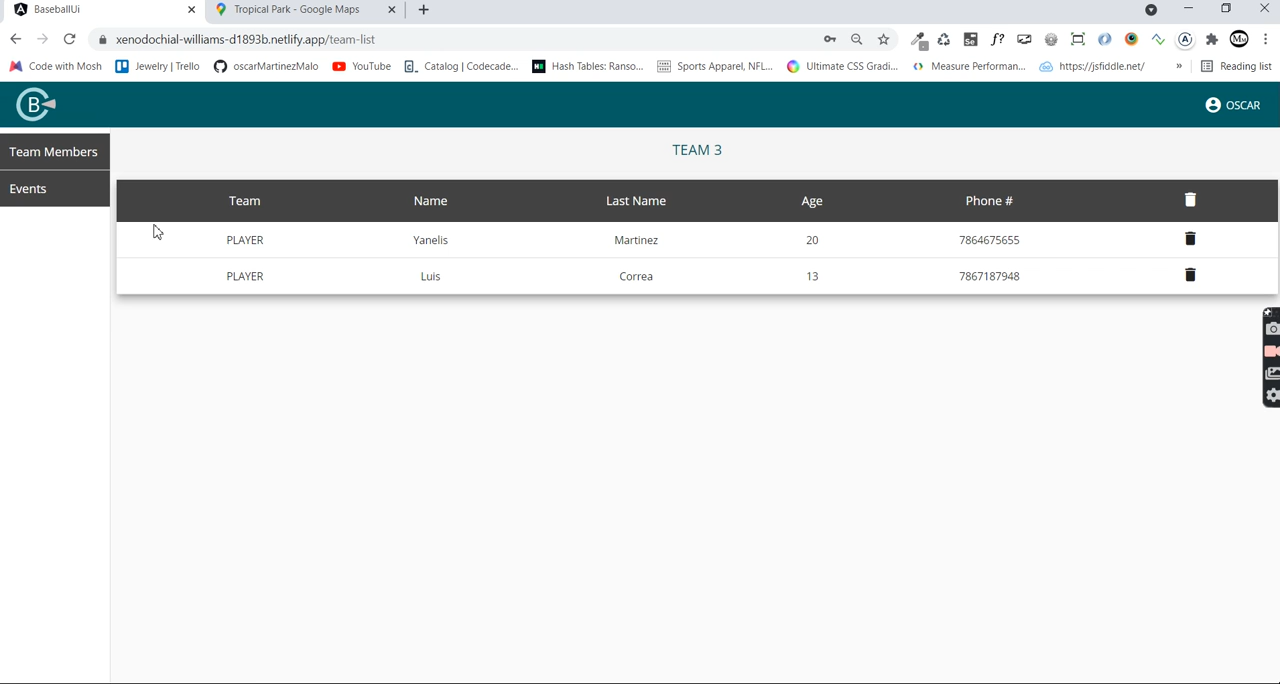 BaseballUi
Tropical Park - Google Maps
xenodochial-williams-d1893b.netlify.app/team-list
Se
f?
A
Code with Mosh
Jewelry | Trello
oscarMartinezMalo
YouTube
Catalog | Codecade...
Hash Tables: Ranso...
Sports Apparel, NFL...
Ultimate CSS Gradi...
Measure Performan...
https://jsfiddle.net/
»
Reading list
B
OSCAR
Team Members
Events
TEAM 3
Team Name Last Name Age Phone #
PLAYER Yanelis Martinez 20 7864675655
PLAYER Luis Correa 13 7867187948